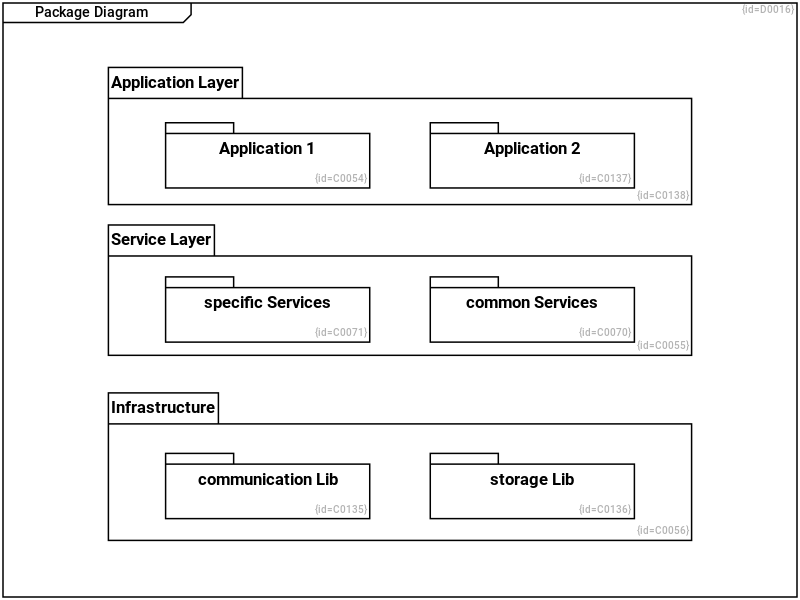 Package Diagram
{id=D0016}
Application Layer
Application 1
Application 2
{id=C0054}
{id=C0137}
{id=C0138}
Service Layer
specific Services
common Services
{id=C0071}
{id=C0070}
{id=C0055}
Infrastructure
communication Lib
storage Lib
{id=C0135}
{id=C0136}
{id=C0056}